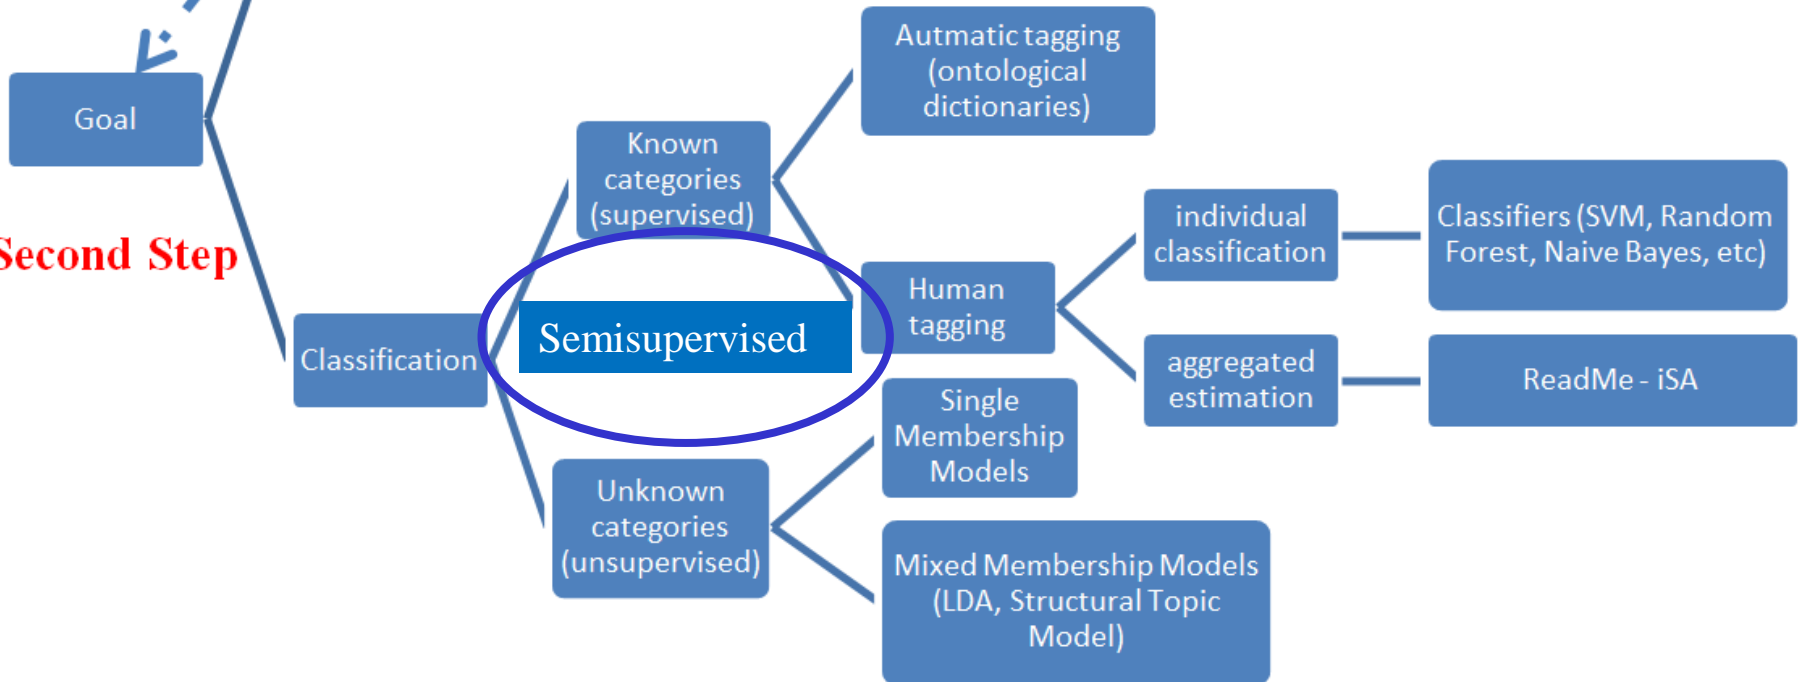 Goal
Second Step
Classification
Known
categories
(supervised)
Semisupervised
Unknown
categories
(unsupervised)
Autmatic tagging
(ontological
dictionaries)
Human
tagging
individual
classification
Classifiers (SVM, Random
Forest, Naive Bayes, etc)
aggregated
estimation
ReadMe - iSA
Single
Membership
Models
Mixed Membership Models
(LDA, Structural Topic
Model)